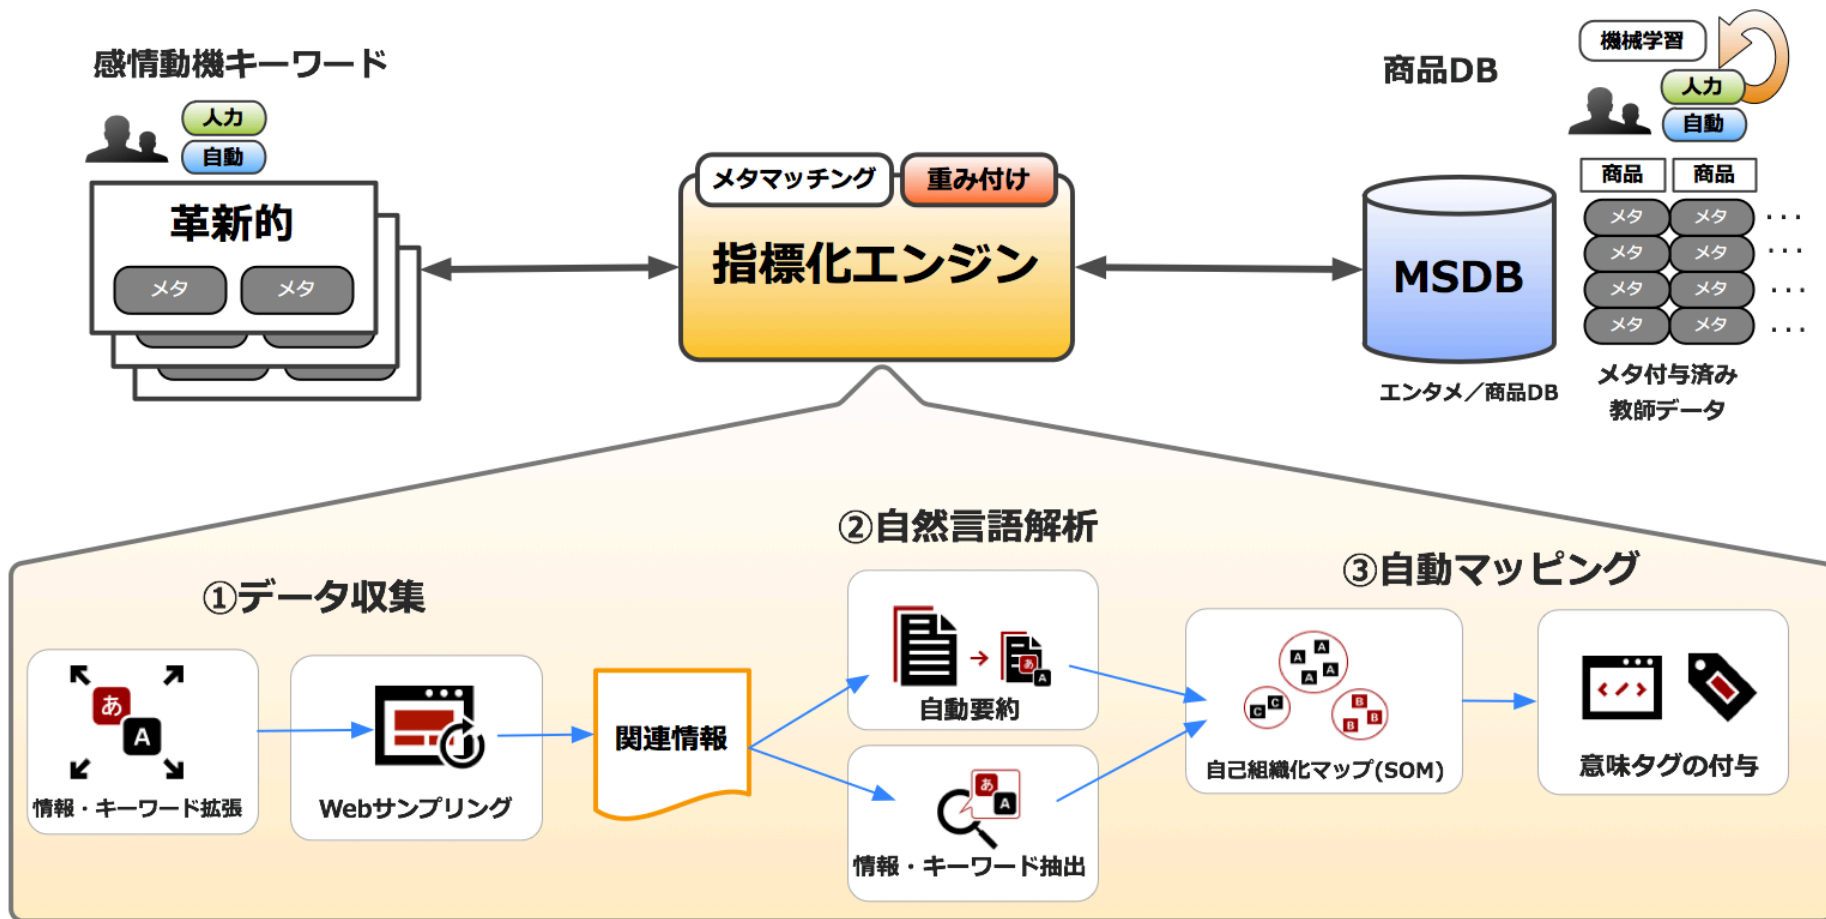 感情動機キーワード
人力
自動
革新的
メタ
メタ
メタマッチング
重み付け
指標化エンジン
商品DB
機械学習
人力
自動
MSDB
エンタメ／商品DB
商品
商品
メタ
メタ
・・・
メタ
メタ
・・・
メタ
メタ
・・・
メタ
メタ
・・・
メタ付与済み
教師データ
①データ収集
あ
A
情報・キーワード拡張
Webサンプリング
関連情報
②自然言語解析
あ
A
自動要約
あ
A
情報・キーワード抽出
③自動マッピング
A
A
A
A
C
C
B
B
B
自己組織化マップ(SOM)
</>
意味タグの付与